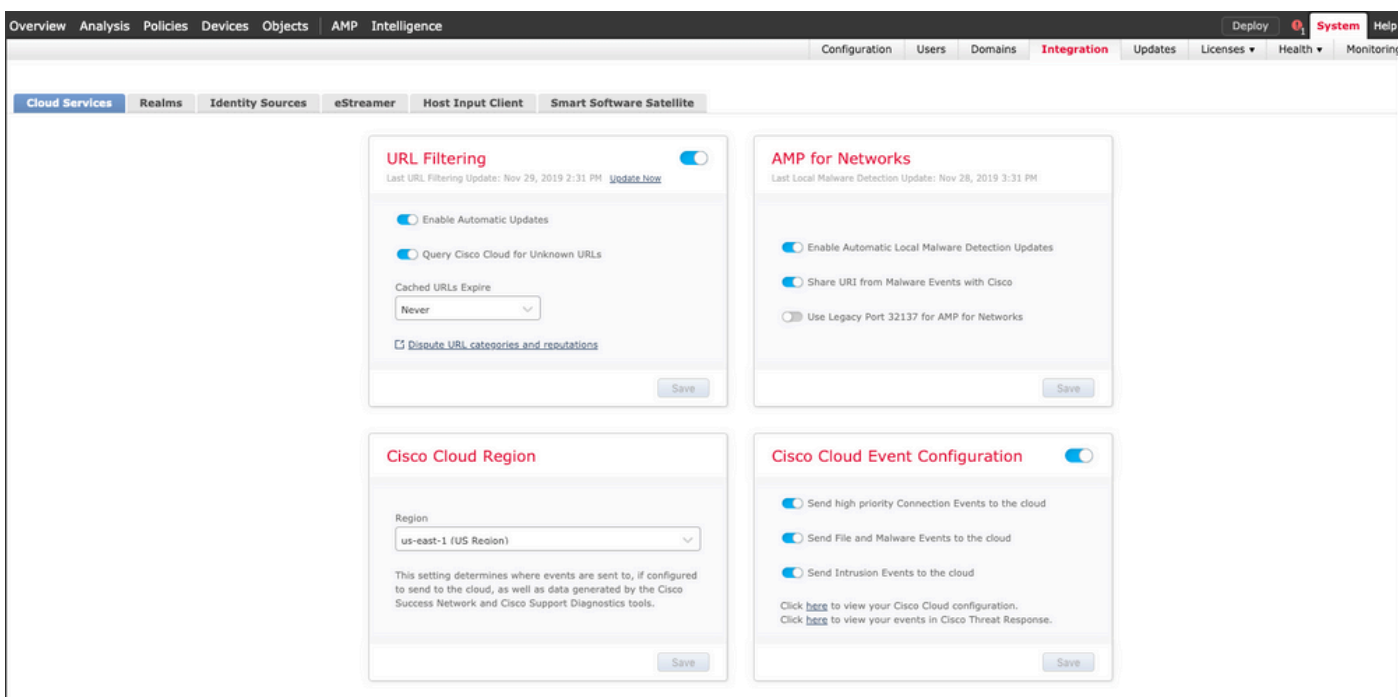 Overview Analysis Policies Devices Objects AMP Intelligence Deploy 1 System Help
Configuration Users Domains Integration Updates Licenses Health Monitoring
Cloud Services Realms Identity Sources eStreamer Host Input Client Smart Software Satellite
URL Filtering
Last URL Filtering Update: Nov 29, 2019 2:31 PM Update Now
Enable Automatic Updates
Query Cisco Cloud for Unknown URLs
Cached URLs Expire
Never
Dispute URL categories and reputations
Save
AMP for Networks
Last Local Malware Detection Update: Nov 28, 2019 3:31 PM
Enable Automatic Local Malware Detection Updates
Share URI from Malware Events with Cisco
Use Legacy Port 32137 for AMP for Networks
Save
Cisco Cloud Region
Region
us-east-1 (US Region)
This setting determines where events are sent to, if configured
to send to the cloud, as well as data generated by the Cisco
Success Network and Cisco Support Diagnostics tools.
Save
Cisco Cloud Event Configuration
Send high priority Connection Events to the cloud
Send File and Malware Events to the cloud
Send Intrusion Events to the cloud
Click here to view your Cisco Cloud configuration.
Click here to view your events in Cisco Threat Response.
Save